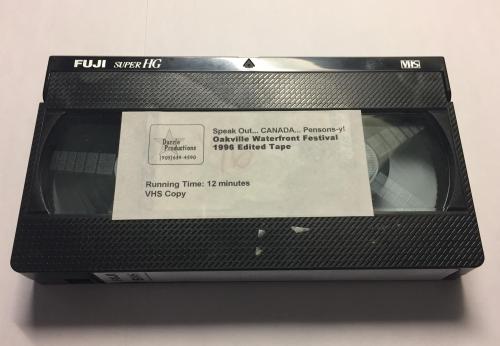 FUJI SUPER HG
VHS
Dazzle
Productions
Speak Out... CANADA... Pensons-y!
Oakville Waterfront Festival
1996 Edited Tape
Running Time: 12 minutes
VHS Copy